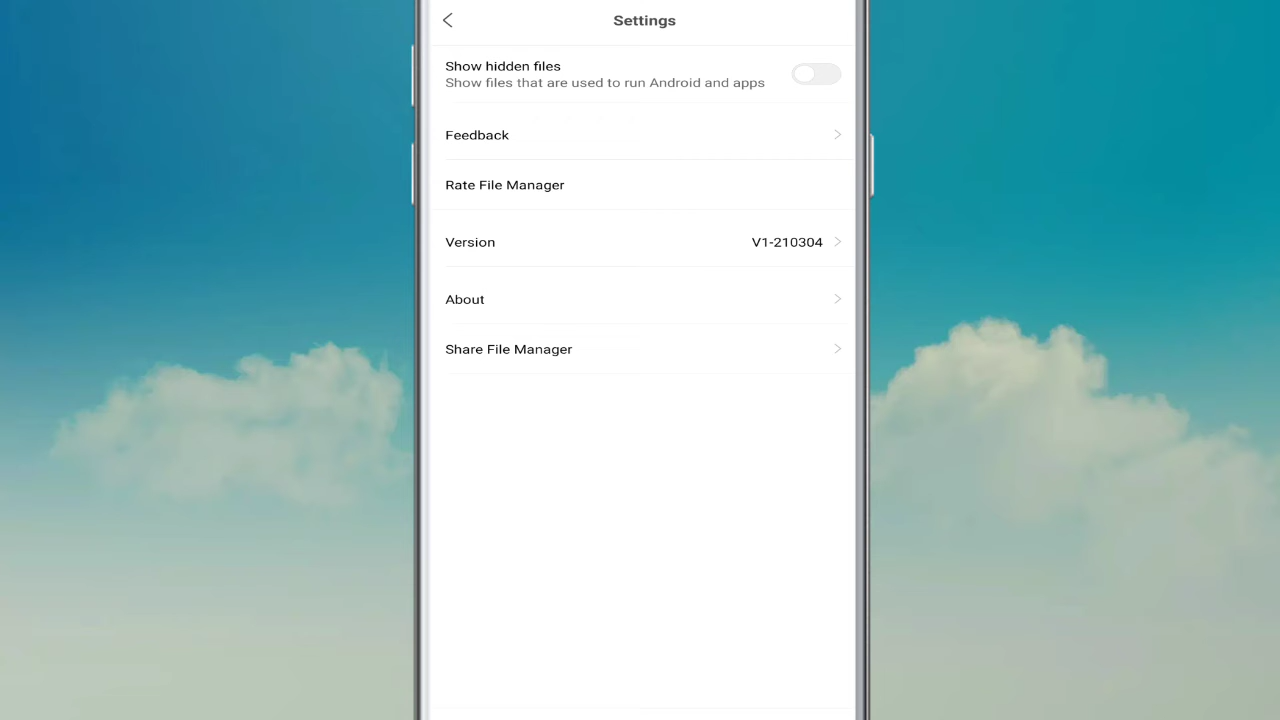 Settings
Show hidden files
Show files that are used to run Android and apps
Feedback
Rate File Manager
Version V1-210304
About
Share File Manager